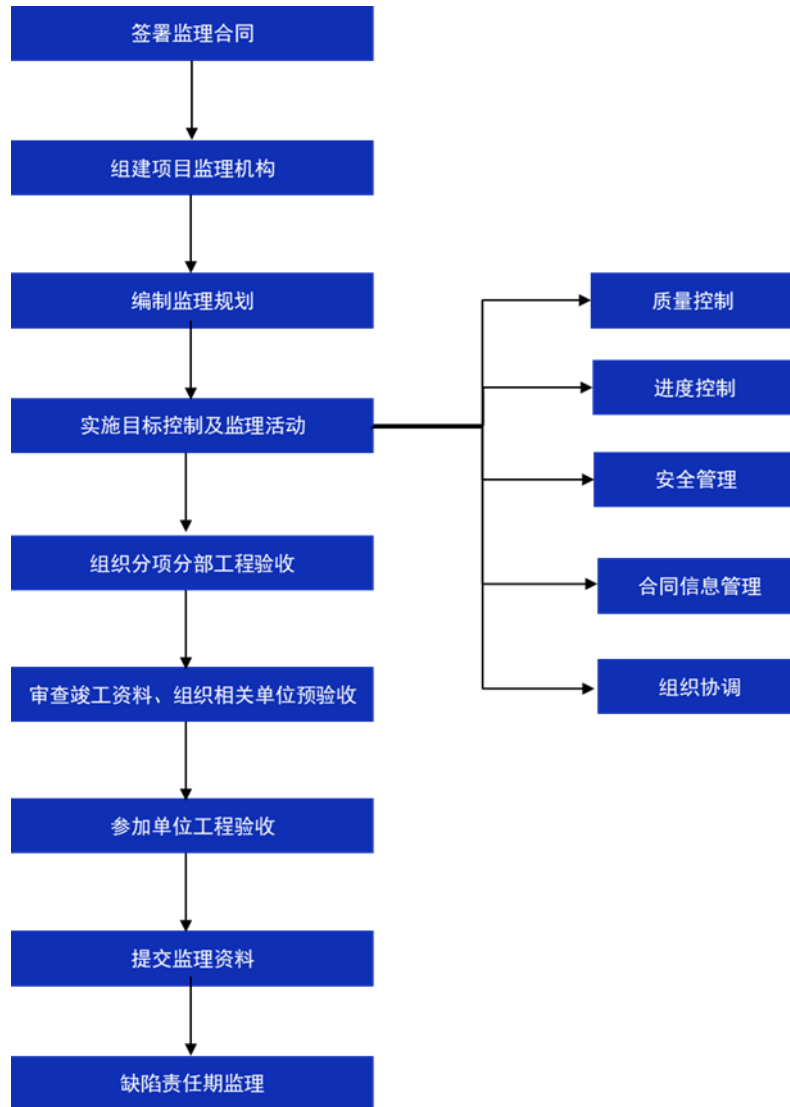 签署监理合同
组建项目监理机构
编制监理规划
实施目标控制及监理活动
组织分项分部工程验收
审查竣工资料、组织相关单位预验收
参加单位工程验收
提交监理资料
缺陷责任期监理
质量控制
进度控制
安全管理
合同信息管理
组织协调